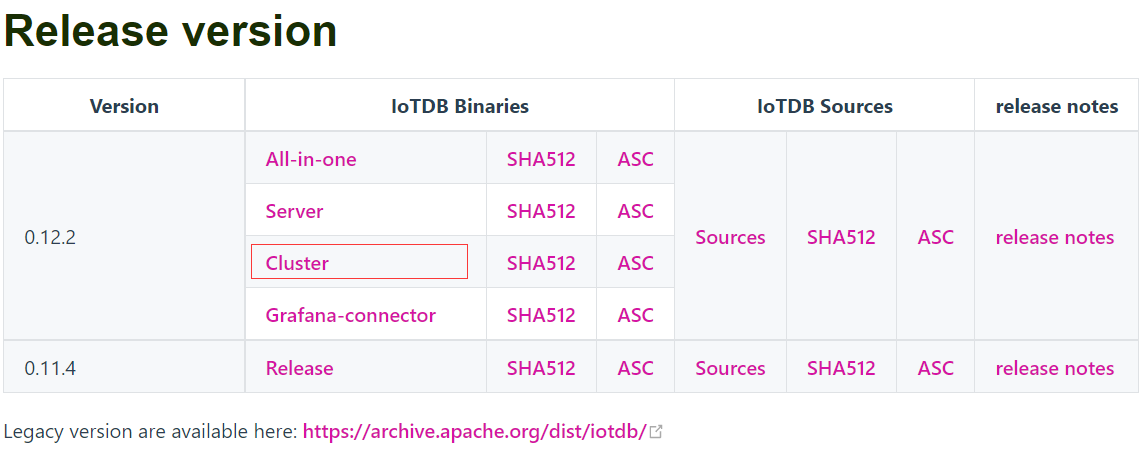 Release version
Version IoTDB Binaries IoTDB Sources release notes
All-in-one SHA512 ASC
Server SHA512 ASC
0.12.2 Sources SHA512 ASC release notes
Cluster SHA512 ASC
Grafana-connector SHA512 ASC
0.11.4 Release SHA512 ASC Sources SHA512 ASC release notes
Legacy version are available here: https://archive.apache.org/dist/iotdb/